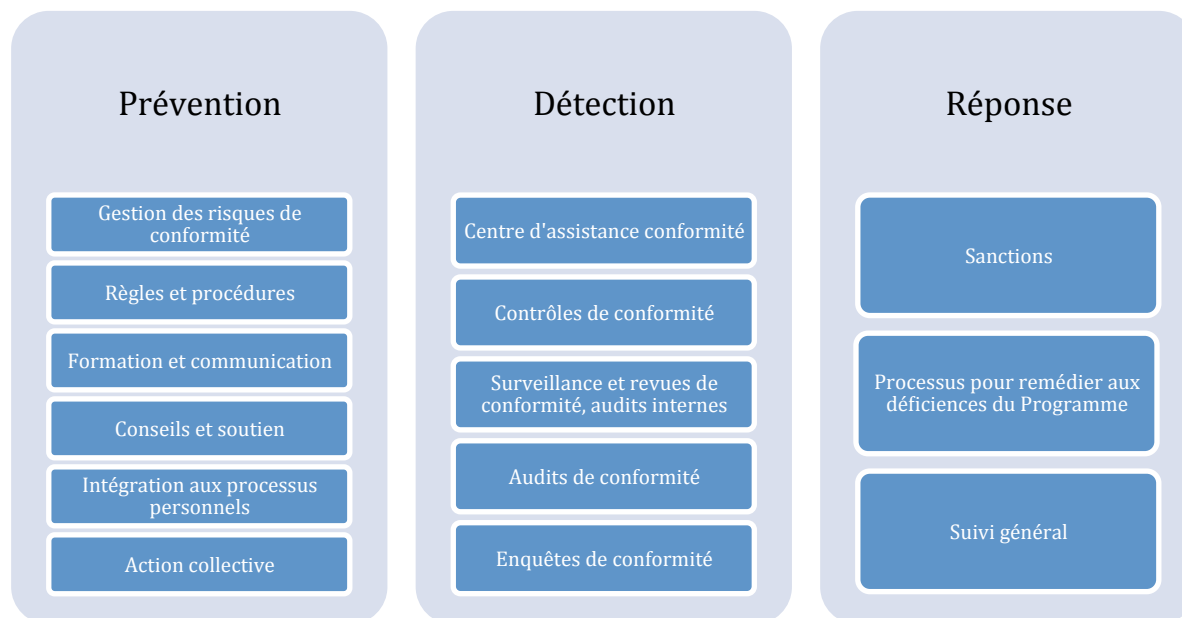 Prévention
Gestion des risques de
conformité
Règles et procédures
Formation et communication
Conseils et soutien
Intégration aux processus
personnels
Action collective
Détection
Centre d'assistance conformité
Contrôles de conformité
Surveillance et revues de
conformité, audits internes
Audits de conformité
Enquêtes de conformité
Réponse
Sanctions
Processus pour remédier aux
déficiences du Programme
Suivi général